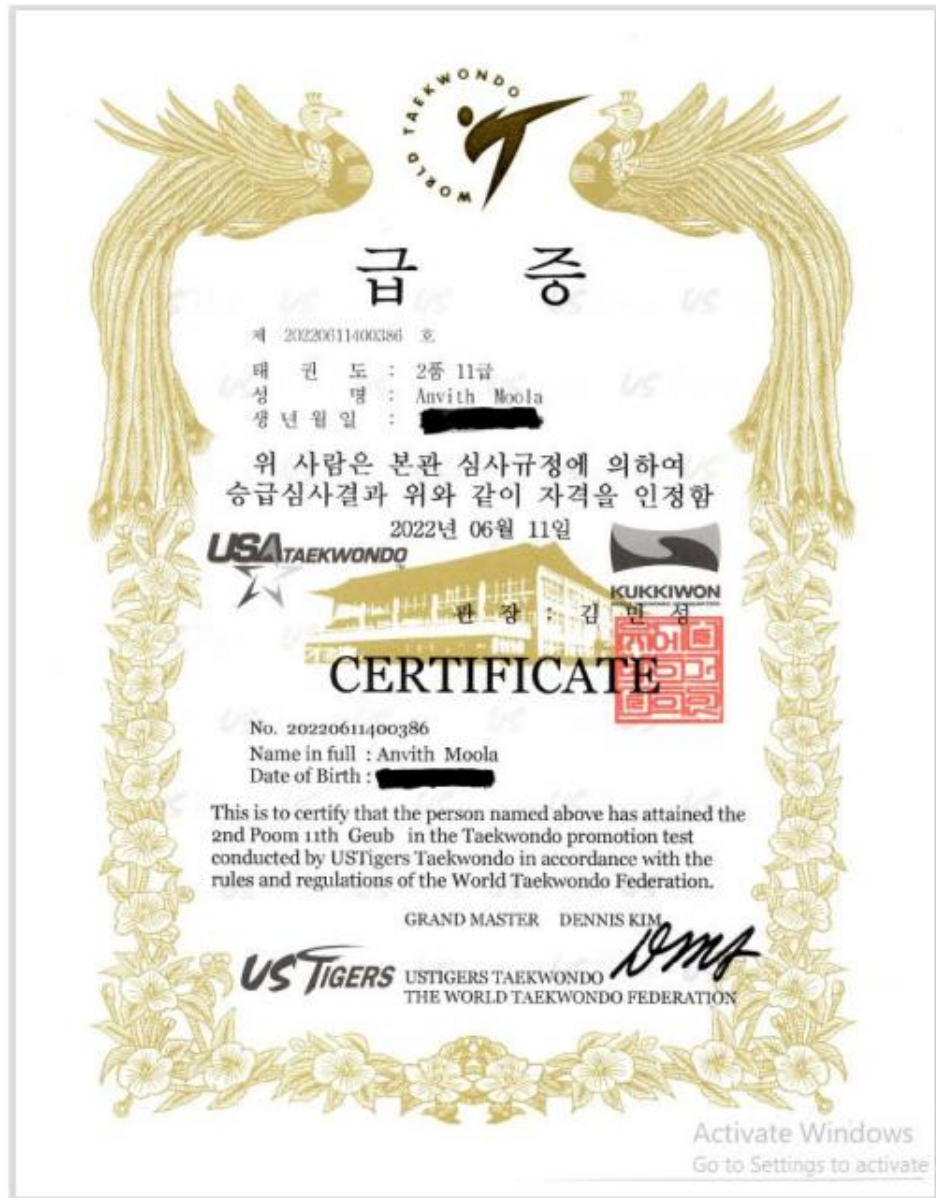 WORLD TAEKWONDO
급 증
제 20220611400386 호
태 권 도 : 2품 11급
성 명 : Anvith Moola
생 년 월 일 :
위 사람은 본관 심사규정에 의하여
승급심사결과 위와 같이 자격을 인정함
2022년 06월 11일
USA TAEKWONDO
KUKKIWON
관 장 : 김 민 성
CERTIFICATE
No. 20220611400386
Name in full : Anvith Moola
Date of Birth :
This is to certify that the person named above has attained the
2nd Poom 11th Geub in the Taekwondo promotion test
conducted by USTigers Taekwondo in accordance with the
rules and regulations of the World Taekwondo Federation.
GRAND MASTER DENNIS KIM
US TIGERS
USTIGERS TAEKWONDO
THE WORLD TAEKWONDO FEDERATION
Activate Windows
Go to Settings to activate